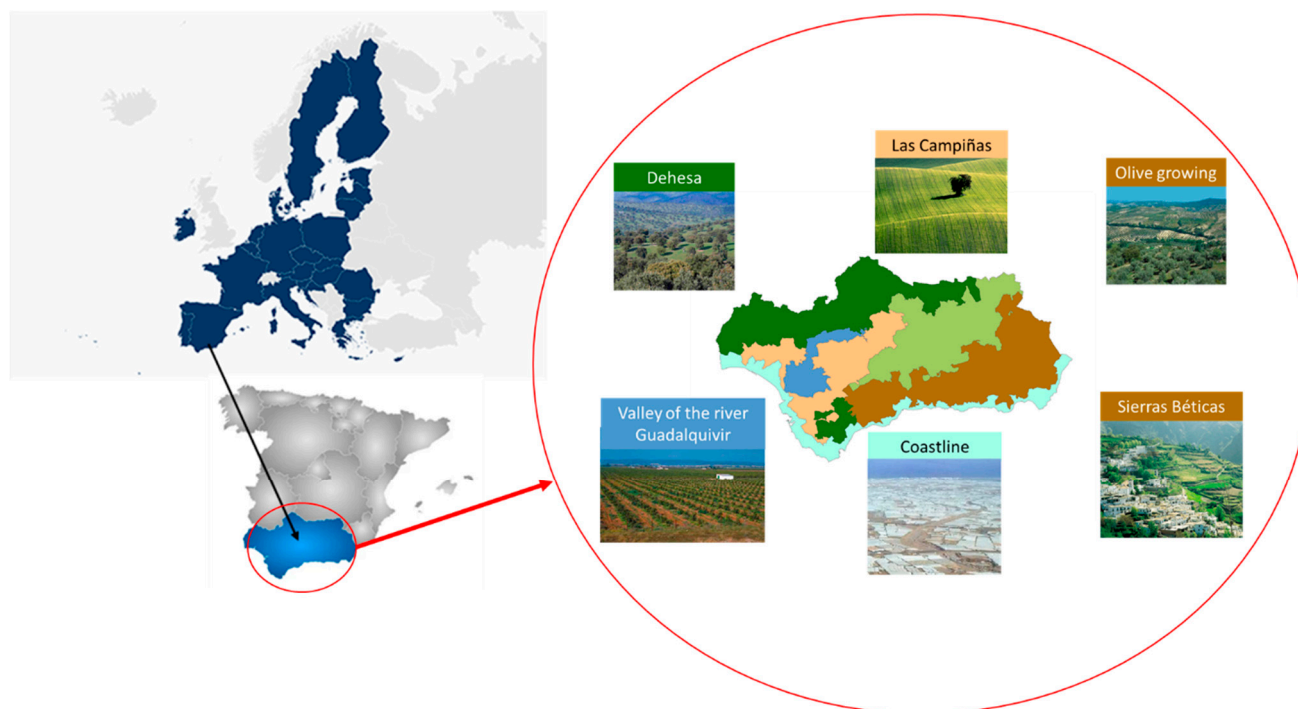 Las Campiñas
Dehesa
Olive growing
Valley of the river
Guadalquivir
Coastline
Sierras Béticas